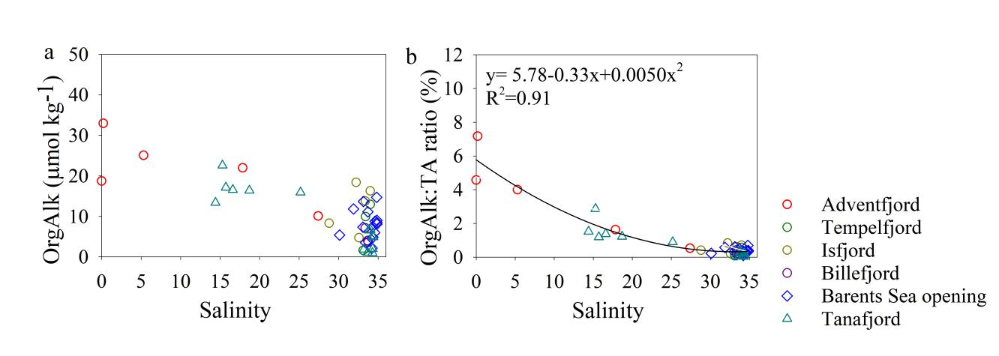 a
50
40
30
20
10
0
OrgAlk (µmol kg⁻¹)
0 5 10 15 20 25 30 35
Salinity
b
12
10
8
6
4
2
0
OrgAlk:TA ratio (%)
y= 5.78-0.33x+0.0050x²
R²=0.91
0 5 10 15 20 25 30 35
Salinity
Adventfjord
Tempelfjord
Isfjord
Billefjord
Barents Sea opening
Tanafjord